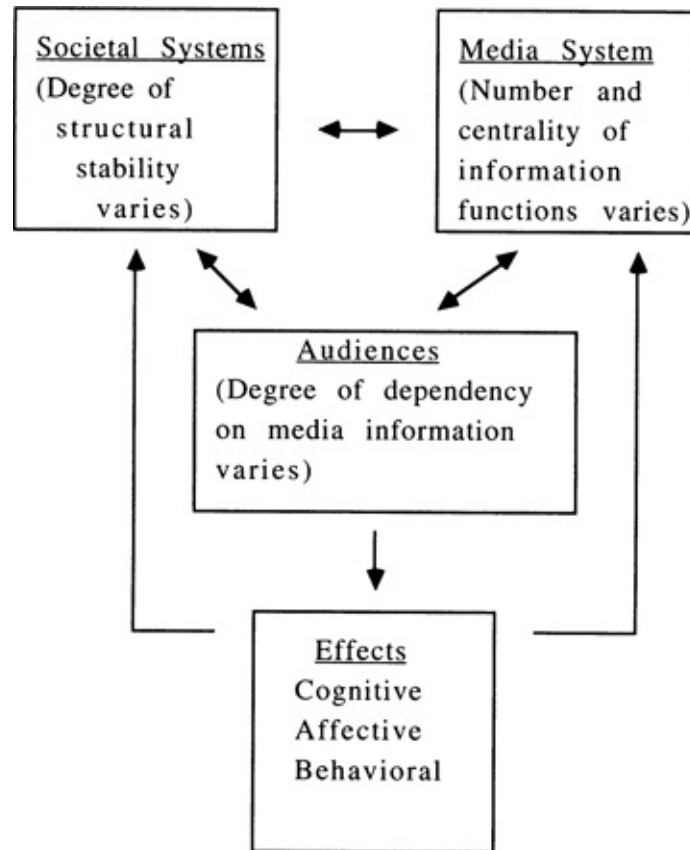 Societal Systems
(Degree of
structural
stability
varies)
Media System
(Number and
centrality of
information
functions varies)
Audiences
(Degree of dependency
on media information
varies)
Effects
Cognitive
Affective
Behavioral